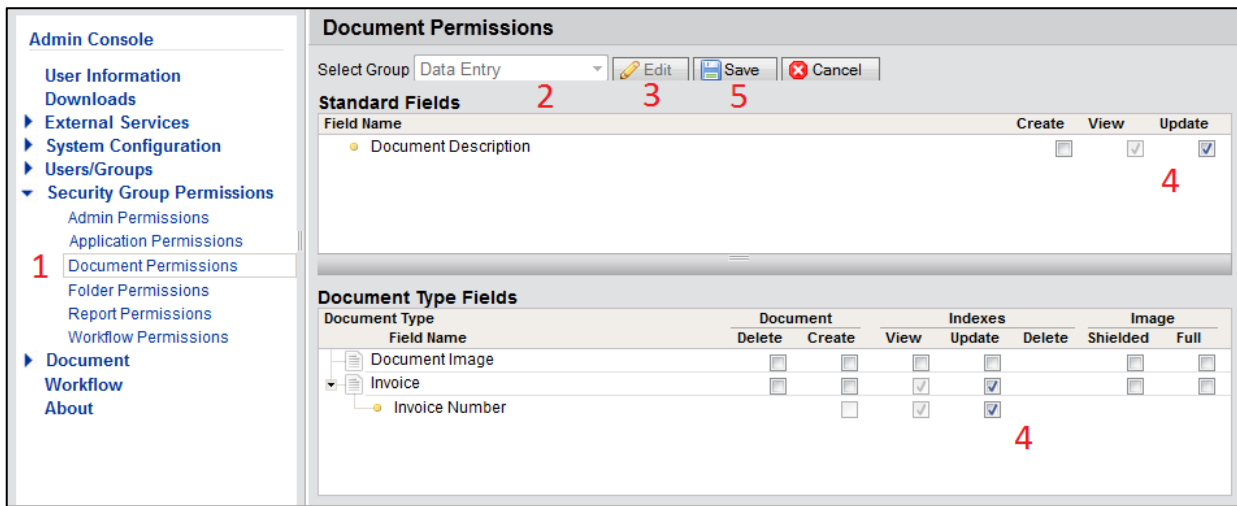 Admin Console
User Information
Downloads
External Services
System Configuration
Users/Groups
Security Group Permissions
Admin Permissions
Application Permissions
1 Document Permissions
Folder Permissions
Report Permissions
Workflow Permissions
Document
Workflow
About
Document Permissions
Select Group Data Entry Edit Save Cancel
2 3 5
Standard Fields
Field Name Create View Update
Document Description
4
Document Type Fields
Document Type Document Indexes Image
Field Name Delete Create View Update Delete Shielded Full
Document Image
Invoice
Invoice Number
4